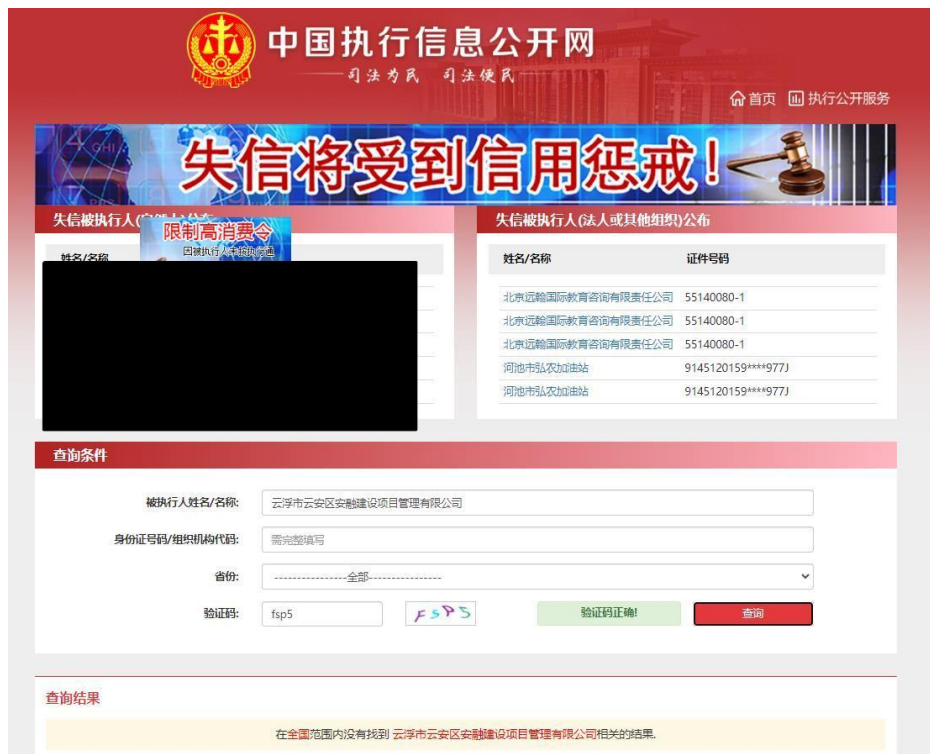 中国执行信息公开网
司法为民 司法便民
首页 执行公开服务
失信将受到信用惩戒!
失信被执行人(
公布
限制高消费令
因被执行人未按执行通
姓名/名称
失信被执行人(法人或其他组织)公布
姓名/名称 证件号码
北京远翰国际教育咨询有限责任公司 55140080-1
北京远翰国际教育咨询有限责任公司 55140080-1
北京远翰国际教育咨询有限责任公司 55140080-1
河池市弘农加油站 9145120159****977J
河池市弘农加油站 9145120159****977J
查询条件
被执行人姓名/名称: 云浮市云安区安融建设项目管理有限公司
身份证号码/组织机构代码: 需完整填写
省份: ----------------全部----------------
验证码: fsp5 FSP5 验证码正确! 查询
查询结果
在全国范围内没有找到 云浮市云安区安融建设项目管理有限公司相关的结果.